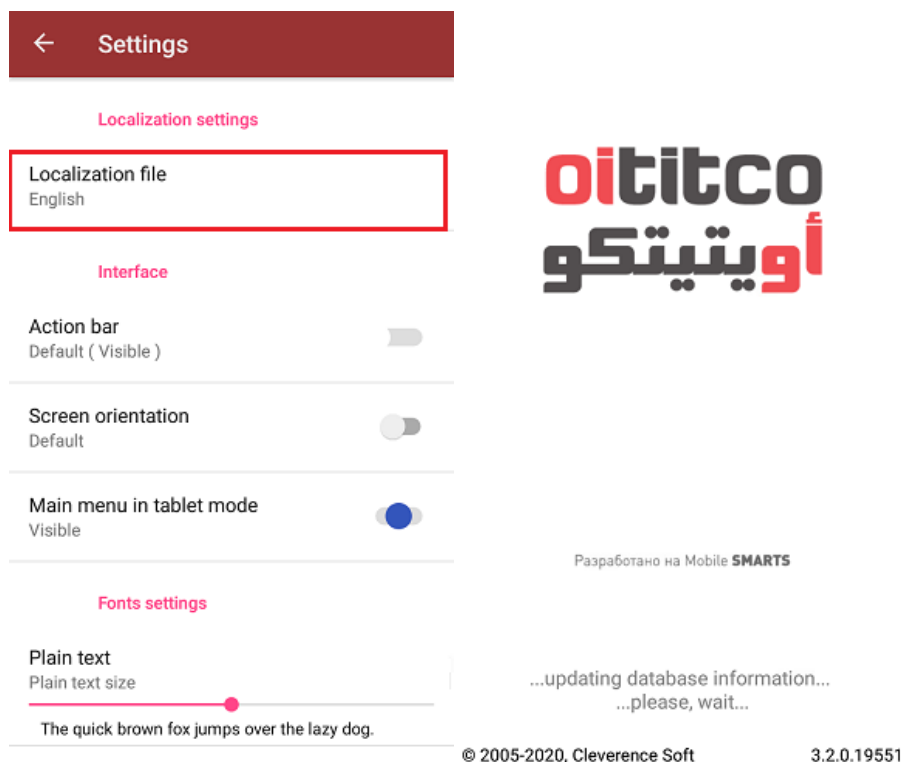 Settings
Localization settings
Localization file
English
Interface
Action bar
Default ( Visible )
Screen orientation
Default
Main menu in tablet mode
Visible
Fonts settings
Plain text
Plain text size
The quick brown fox jumps over the lazy dog.
oititco
أويتيتكو
Разработано на Mobile SMARTS
...updating database information...
...please, wait...
© 2005-2020, Cleverence Soft
3.2.0.19551